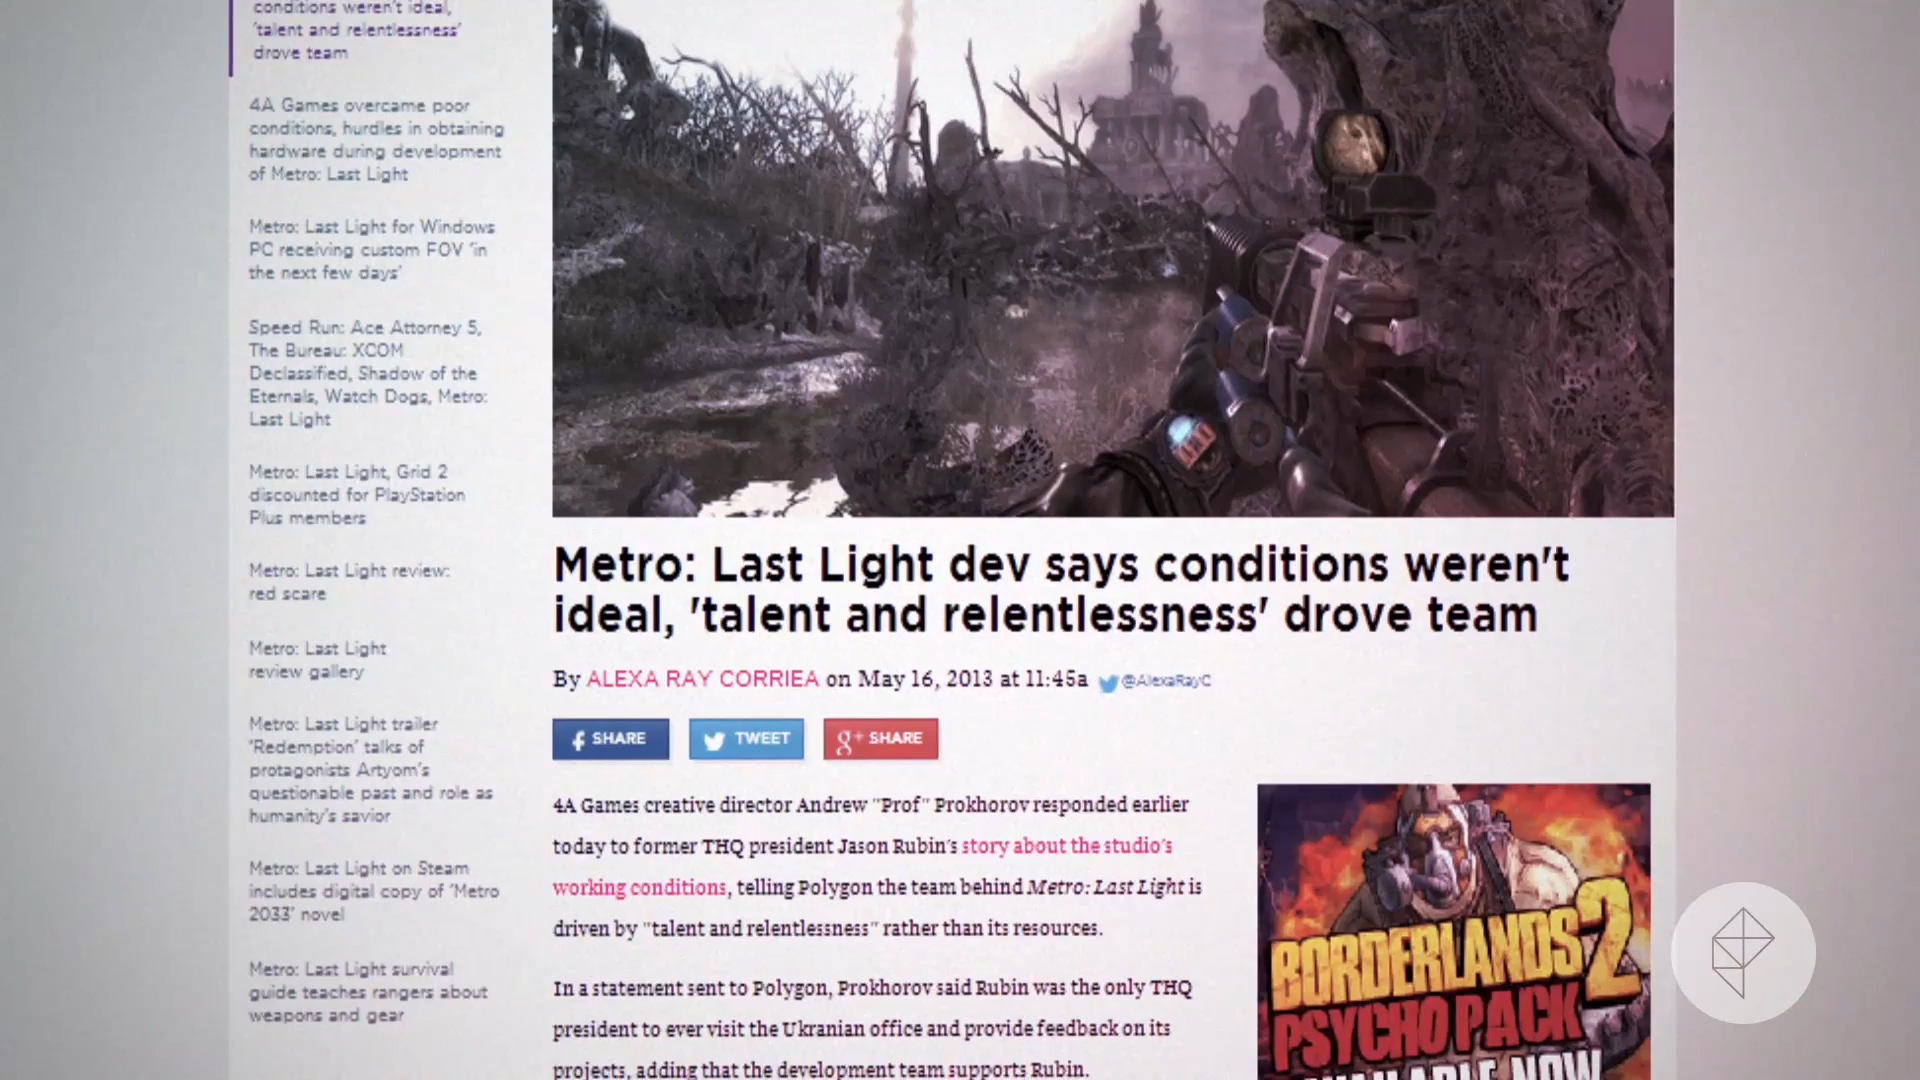 conditions weren't ideal,
'talent and relentlessness'
drove team
4A Games overcame poor
conditions, hurdles in obtaining
hardware during development
of Metro: Last Light
Metro: Last Light for Windows
PC receiving custom FOV 'in
the next few days'
Speed Run: Ace Attorney 5,
The Bureau: XCOM
Declassified, Shadow of the
Eternals, Watch Dogs, Metro:
Last Light
Metro: Last Light, Grid 2
discounted for PlayStation
Plus members
Metro: Last Light review:
red scare
Metro: Last Light
review gallery
Metro: Last Light trailer
'Redemption' talks of
protagonists Artyom's
questionable past and role as
humanity's savior
Metro: Last Light on Steam
includes digital copy of 'Metro
2033' novel
Metro: Last Light survival
guide teaches rangers about
weapons and gear
Metro: Last Light dev says conditions weren't
ideal, 'talent and relentlessness' drove team
By ALEXA RAY CORRIEA on May 16, 2013 at 11:45a @AlexaRayC
f SHARE
TWEET
g+ SHARE
4A Games creative director Andrew "Prof" Prokhorov responded earlier
today to former THQ president Jason Rubin's story about the studio's
working conditions, telling Polygon the team behind Metro: Last Light is
driven by "talent and relentlessness" rather than its resources.
In a statement sent to Polygon, Prokhorov said Rubin was the only THQ
president to ever visit the Ukranian office and provide feedback on its
projects, adding that the development team supports Rubin.
BORDERLANDS 2
PSYCHO PACK
AVAILABLE NOW